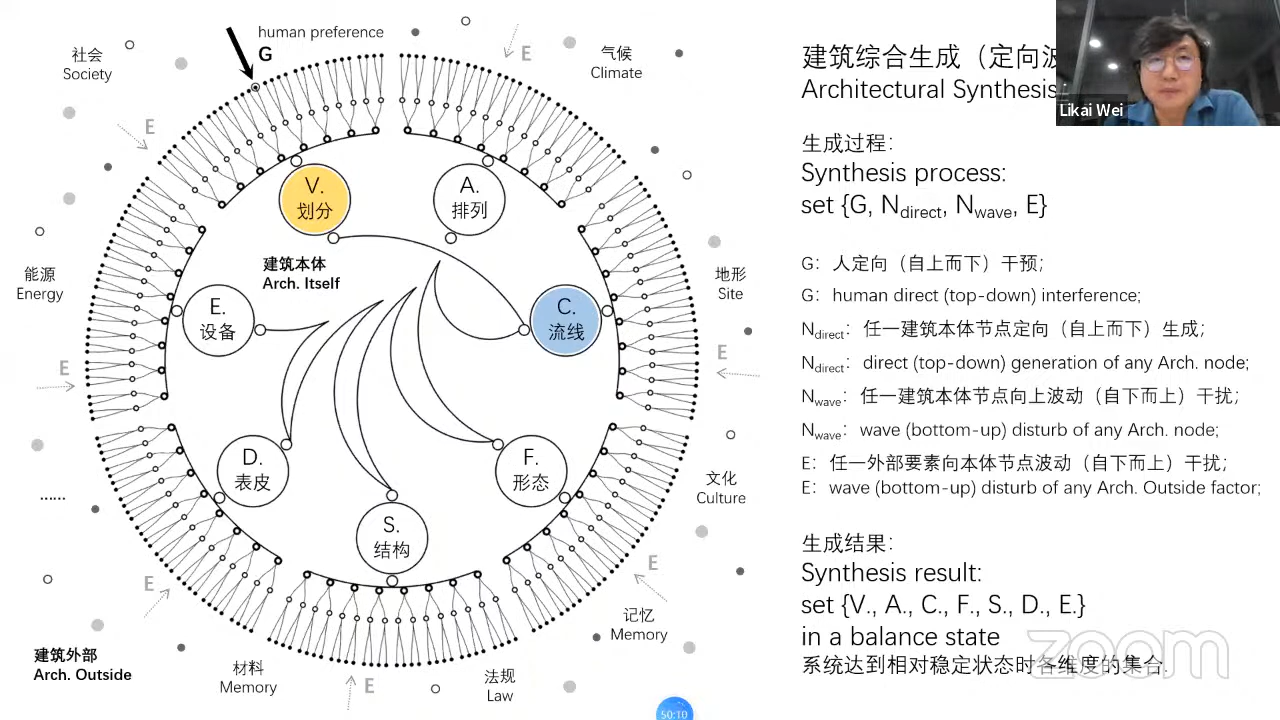 社会
Society
human preference
G
E
气候
Climate
E
V.
划分
A.
排列
建筑本体
Arch. Itself
能源
Energy
E.
设备
C.
流线
地形
Site
E
E
D.
表皮
F.
形态
S.
结构
文化
Culture
......
E
E
记忆
Memory
建筑外部
Arch. Outside
材料
Memory
E
法规
Law
建筑综合生成（定向
Architectural Synthesis:
生成过程：
Synthesis process:
set {G, Ndirect, Nwave, E}
G：人定向（自上而下）干预；
G：human direct (top-down) interference;
Ndirect：任一建筑本体节点定向（自上而下）生成；
Ndirect：direct (top-down) generation of any Arch. node;
Nwave：任一建筑本体节点向上波动（自下而上）干扰；
Nwave：wave (bottom-up) disturb of any Arch. node;
E：任一外部要素向本体节点波动（自下而上）干扰；
E：wave (bottom-up) disturb of any Arch. Outside factor;
生成结果：
Synthesis result:
set {V., A., C., F., S., D., E.}
in a balance state
系统达到相对稳定状态时各维度的集合.
Likai Wei
zoom
50:10